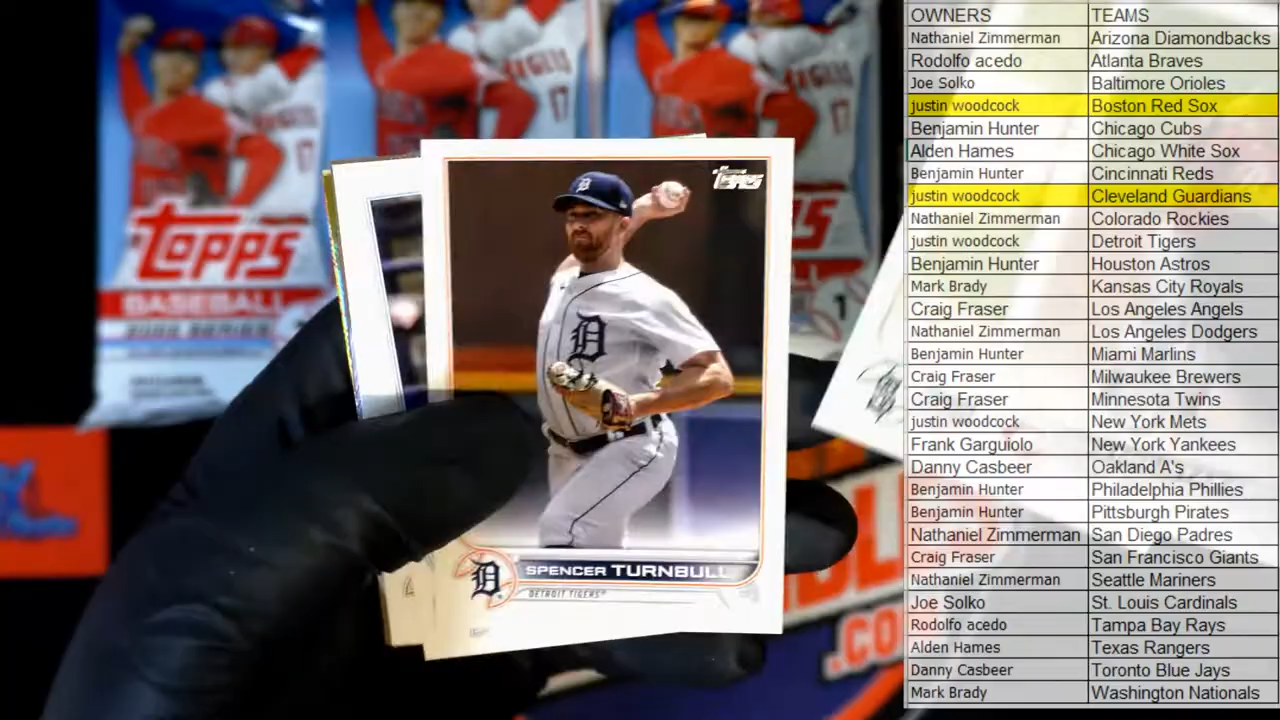 OWNERS TEAMS
Nathaniel Zimmerman Arizona Diamondbacks
Rodolfo acedo Atlanta Braves
Joe Solko Baltimore Orioles
justin woodcock Boston Red Sox
Benjamin Hunter Chicago Cubs
Alden Hames Chicago White Sox
Benjamin Hunter Cincinnati Reds
justin woodcock Cleveland Guardians
Nathaniel Zimmerman Colorado Rockies
justin woodcock Detroit Tigers
Benjamin Hunter Houston Astros
Mark Brady Kansas City Royals
Craig Fraser Los Angeles Angels
Nathaniel Zimmerman Los Angeles Dodgers
Benjamin Hunter Miami Marlins
Craig Fraser Milwaukee Brewers
Craig Fraser Minnesota Twins
justin woodcock New York Mets
Frank Garguiolo New York Yankees
Danny Casbeer Oakland A's
Benjamin Hunter Philadelphia Phillies
Benjamin Hunter Pittsburgh Pirates
Nathaniel Zimmerman San Diego Padres
Craig Fraser San Francisco Giants
Nathaniel Zimmerman Seattle Mariners
Joe Solko St. Louis Cardinals
Rodolfo acedo Tampa Bay Rays
Alden Hames Texas Rangers
Danny Casbeer Toronto Blue Jays
Mark Brady Washington Nationals
TOPPS
D
D
SPENCER TURNBULL
DETROIT TIGERS
TOPPS
BASEBALL
17
17
1
.CO